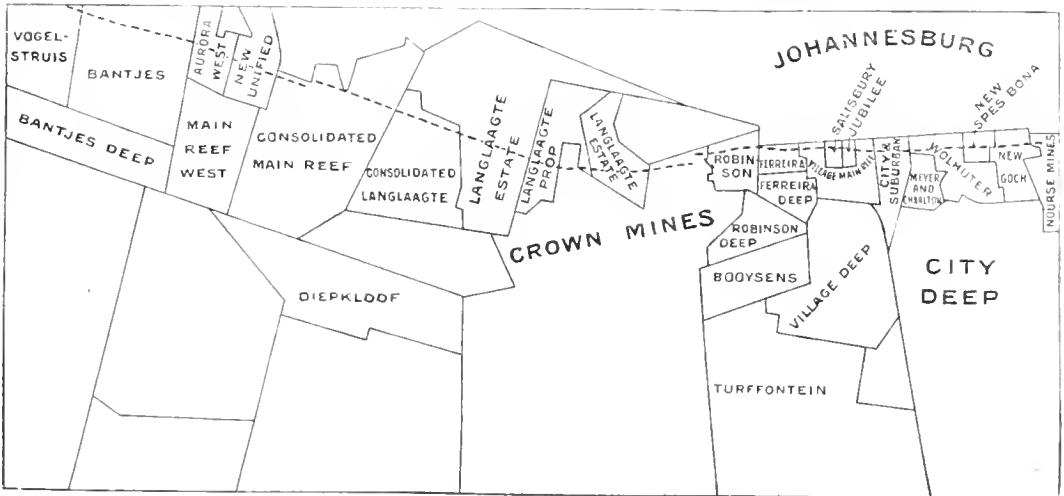 VOGEL-
STRUIS
BANTJES
AURORA
WEST
NEW
UNIFIED
BANTJES DEEP
MAIN
REEF
WEST
CONSOLIDATED
MAIN REEF
CONSOLIDATED
LANGLAAGTE
LANGLAAGTE
ESTATE
LANGLAAGTE
PROP
LANGLAAGTE
ESTATE
CROWN MINES
DIEPKLOOF
JOHANNESBURG
ROBIN
SON
FERREIRA
FERREIRA
DEEP
ROBINSON
DEEP
BOOYSENS
VILLAGE MAIN REEF
SALISBURY
JUBILEE
CITY &
SUBURBAN
MEYER
AND
CHARLTON
WOLHUTER
NEW
SPES BONA
NEW
GOCH
NOURSE MINES
VILLAGE DEEP
CITY
DEEP
TURFFONTEIN